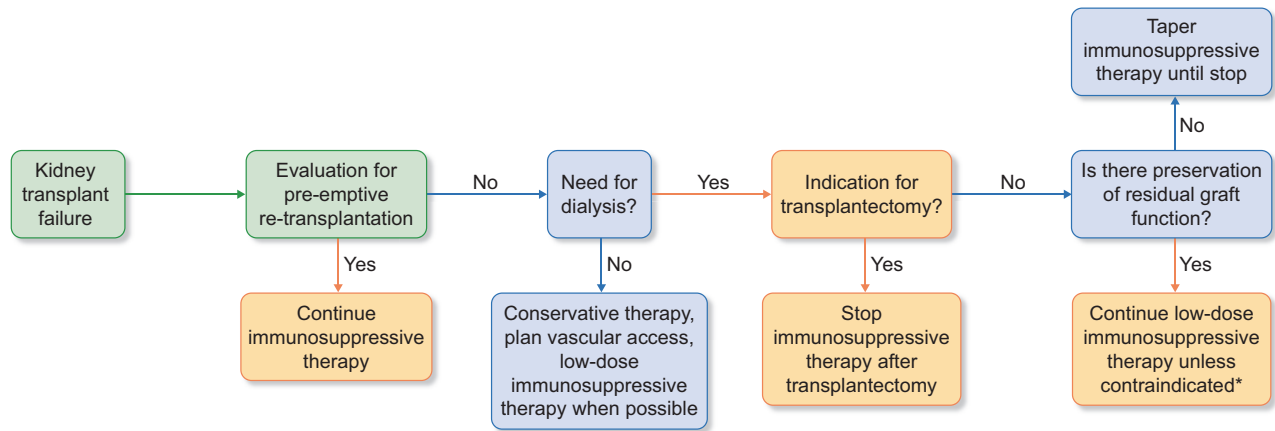 Taper
immunosuppressive
therapy until stop
No
Kidney
transplant
failure
Evaluation for
pre-emptive
re-transplantation
No
Need for
dialysis?
Yes
Indication for
transplantectomy?
No
Is there preservation
of residual graft
function?
Yes
No
Yes
Yes
Continue
immunosuppressive
therapy
Conservative therapy,
plan vascular access,
low-dose
immunosuppressive
therapy when possible
Stop
immunosuppressive
therapy after
transplantectomy
Continue low-dose
immunosuppressive
therapy unless
contraindicated*